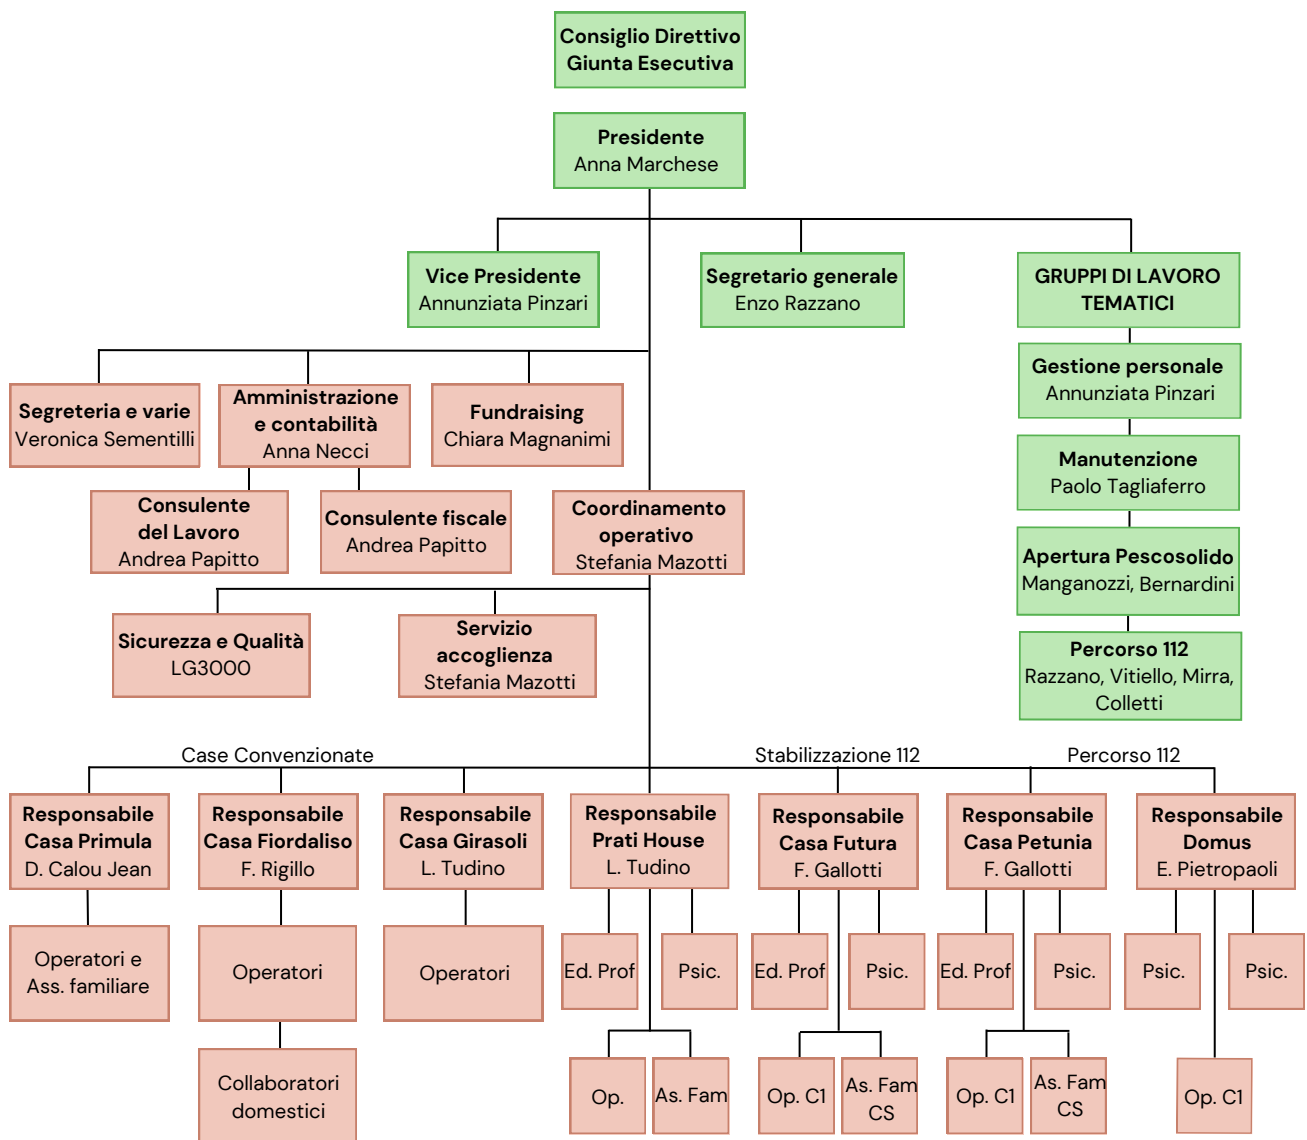 Consiglio Direttivo
Giunta Esecutiva
Presidente
Anna Marchese
Vice Presidente
Annunziata Pinzari
Segretario generale
Enzo Razzano
GRUPPI DI LAVORO
TEMATICI
Gestione personale
Annunziata Pinzari
Manutenzione
Paolo Tagliaferro
Apertura Pescosolido
Manganozzi, Bernardini
Percorso 112
Razzano, Vitiello, Mirra,
Colletti
Segreteria e varie
Veronica Sementilli
Amministrazione
e contabilità
Anna Necci
Fundraising
Chiara Magnanimi
Consulente
del Lavoro
Andrea Papitto
Consulente fiscale
Andrea Papitto
Coordinamento
operativo
Stefania Mazotti
Sicurezza e Qualità
LG3000
Servizio
accoglienza
Stefania Mazotti
Case Convenzionate
Stabilizzazione 112
Percorso 112
Responsabile
Casa Primula
D. Calou Jean
Responsabile
Casa Fiordaliso
F. Rigillo
Responsabile
Casa Girasoli
L. Tudino
Responsabile
Prati House
L. Tudino
Responsabile
Casa Futura
F. Gallotti
Responsabile
Casa Petunia
F. Gallotti
Responsabile
Domus
E. Pietropaoli
Operatori e
Ass. familiare
Operatori
Operatori
Ed. Prof
Psic.
Ed. Prof
Psic.
Ed. Prof
Psic.
Psic.
Psic.
Collaboratori
domestici
Op.
As. Fam
Op. C1
As. Fam
CS
Op. C1
As. Fam
CS
Op. C1